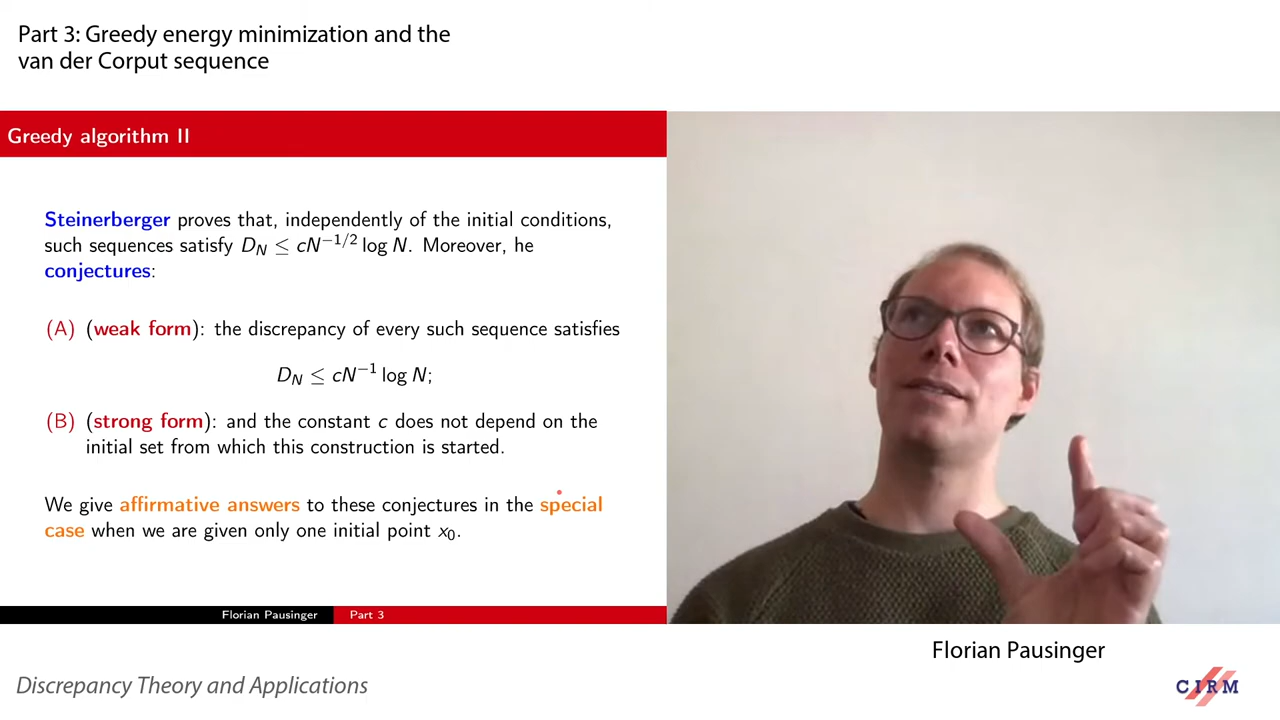 Part 3: Greedy energy minimization and the
van der Corput sequence
Greedy algorithm II
Steinerberger proves that, independently of the initial conditions,
such sequences satisfy D_N ≤ cN^{-1/2} log N. Moreover, he
conjectures:
(A) (weak form): the discrepancy of every such sequence satisfies
D_N ≤ cN^{-1} log N;
(B) (strong form): and the constant c does not depend on the
initial set from which this construction is started.
We give affirmative answers to these conjectures in the special
case when we are given only one initial point x_0.
Florian Pausinger Part 3
Florian Pausinger
Discrepancy Theory and Applications
CIRM